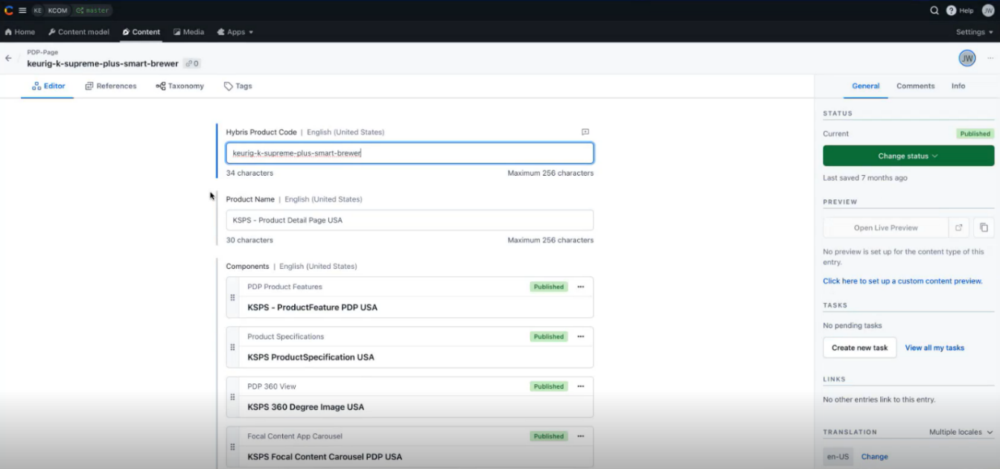 KE KCOM master
Help JW
Home Content model Content Media Apps
Settings
PDP-Page
keurig-k-supreme-plus-smart-brewer 0
JW
Editor References Taxonomy Tags
General Comments Info
Hybris Product Code | English (United States)
keurig-k-supreme-plus-smart-brewer
34 characters Maximum 256 characters
Product Name | English (United States)
KSPS - Product Detail Page USA
30 characters Maximum 256 characters
Components | English (United States)
PDP Product Features Published
KSPS - ProductFeature PDP USA
Product Specifications Published
KSPS ProductSpecification USA
PDP 360 View Published
KSPS 360 Degree Image USA
Focal Content App Carousel Published
KSPS Focal Content Carousel PDP USA
STATUS
Current Published
Change status
Last saved 7 months ago
PREVIEW
Open Live Preview
No preview is set up for the content type of this
entry.
Click here to set up a custom content preview.
TASKS
No pending tasks
Create new task View all my tasks
LINKS
No other entries link to this entry.
TRANSLATION Multiple locales
en-US Change